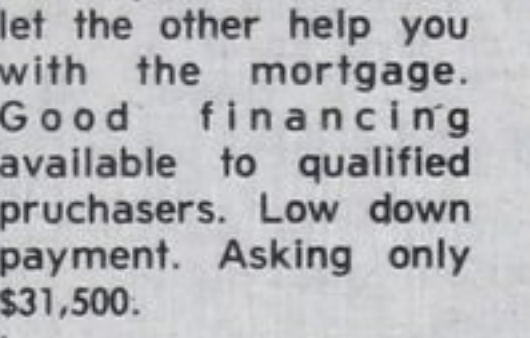 let the other help you
with the mortgage.
Good financing
available to qualified
pruchasers. Low down
payment. Asking only
$31,500.